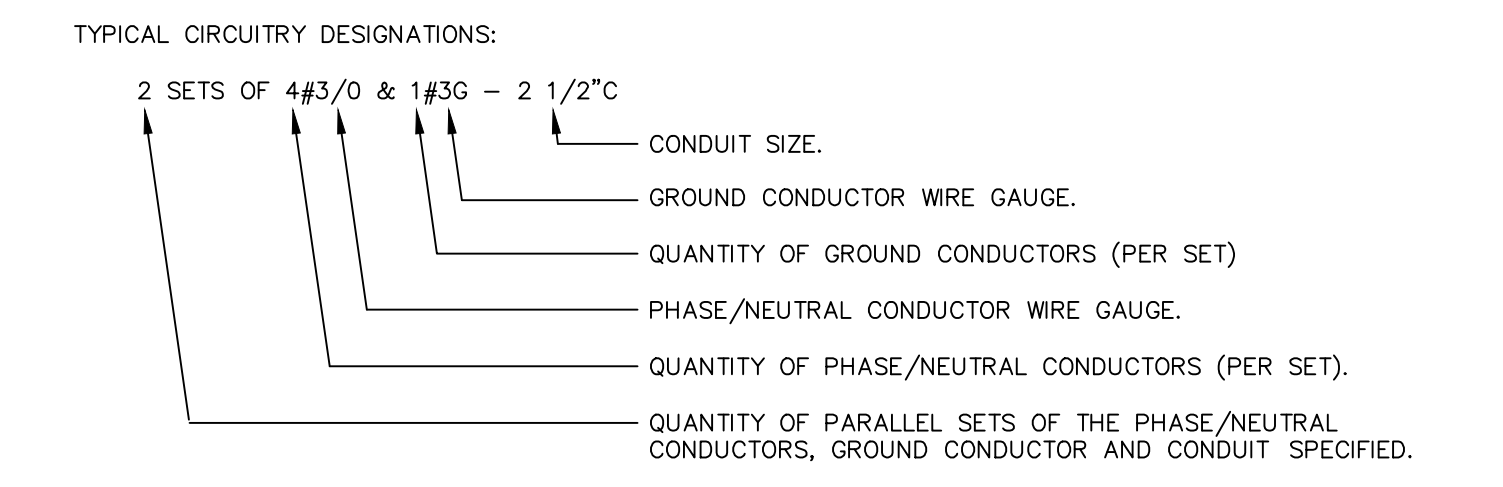 TYPICAL CIRCUITRY DESIGNATIONS:
2 SETS OF 4#3/0 & 1#3G – 2 1/2”C
CONDUIT SIZE.
GROUND CONDUCTOR WIRE GAUGE.
QUANTITY OF GROUND CONDUCTORS (PER SET)
PHASE/NEUTRAL CONDUCTOR WIRE GAUGE.
QUANTITY OF PHASE/NEUTRAL CONDUCTORS (PER SET).
QUANTITY OF PARALLEL SETS OF THE PHASE/NEUTRAL
CONDUCTORS, GROUND CONDUCTOR AND CONDUIT SPECIFIED.